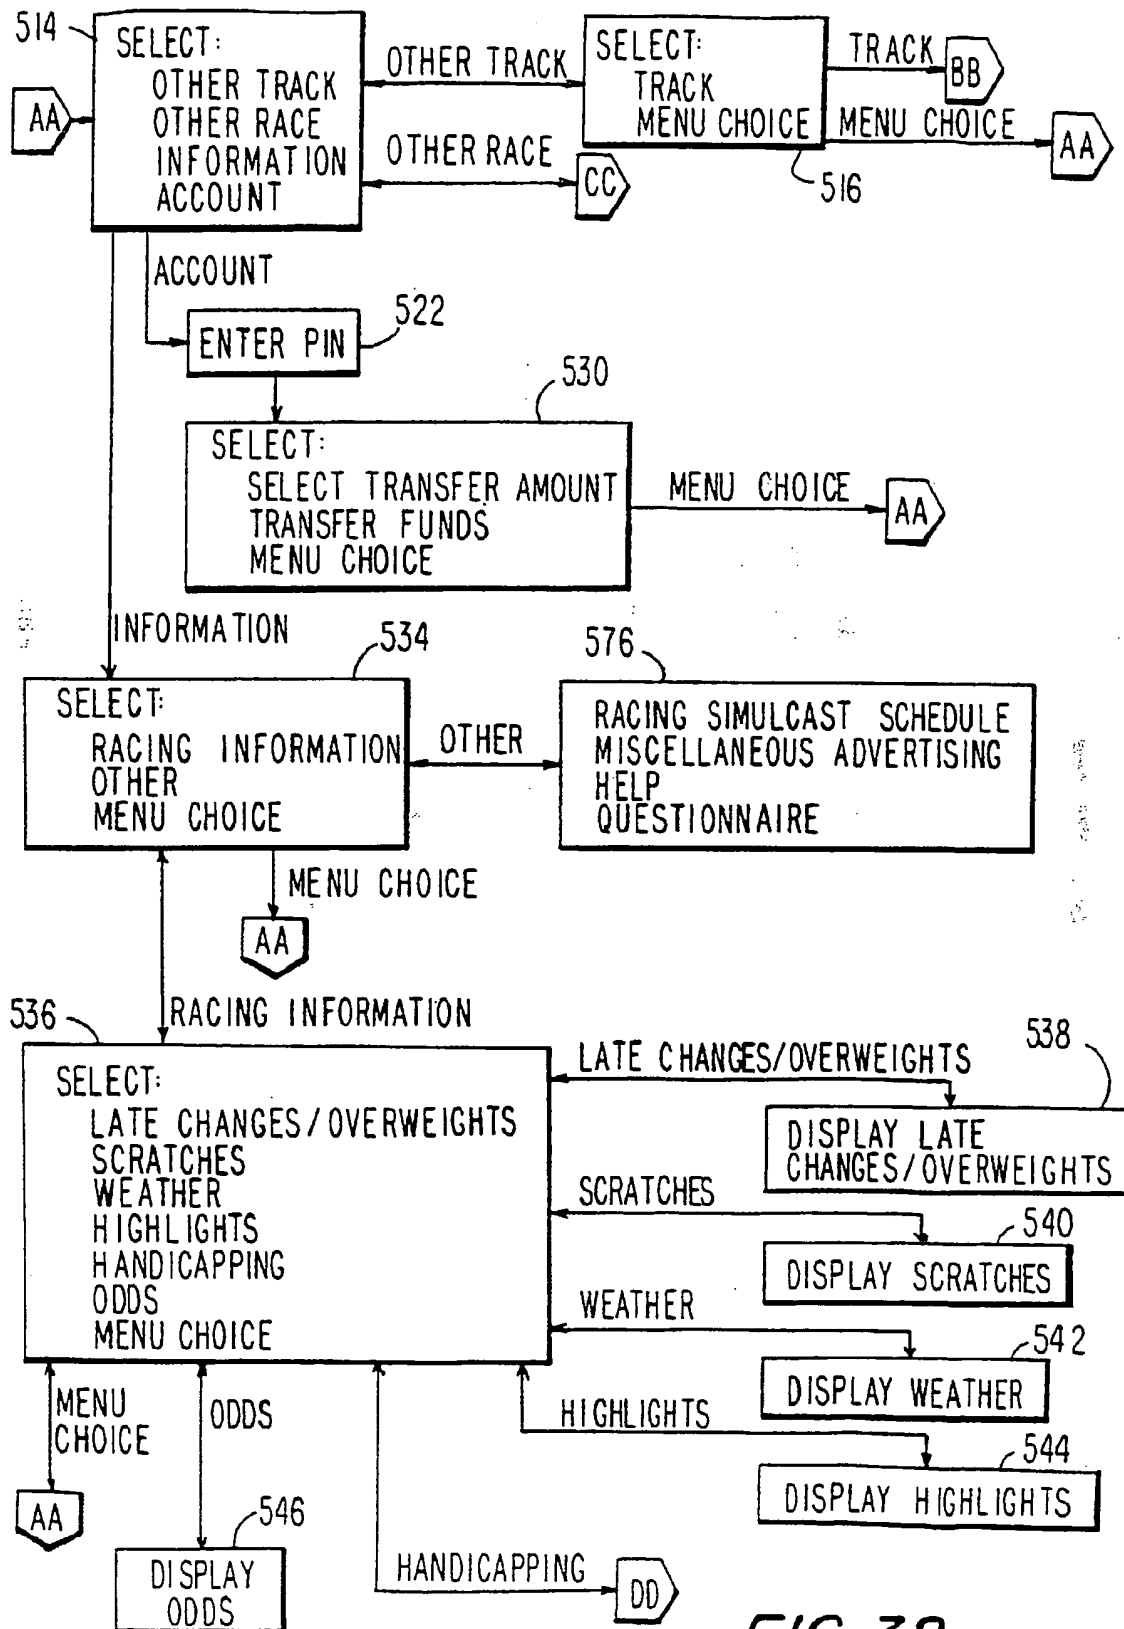 514
SELECT:
OTHER TRACK
OTHER RACE
INFORMATION
ACCOUNT
AA
OTHER TRACK
OTHER RACE
CC
SELECT:
TRACK
MENU CHOICE
516
TRACK
BB
MENU CHOICE
AA
ACCOUNT
ENTER PIN
522
530
SELECT:
SELECT TRANSFER AMOUNT
TRANSFER FUNDS
MENU CHOICE
MENU CHOICE
AA
INFORMATION
534
SELECT:
RACING INFORMATION
OTHER
MENU CHOICE
OTHER
576
RACING SIMULCAST SCHEDULE
MISCELLANEOUS ADVERTISING
HELP
QUESTIONNAIRE
MENU CHOICE
AA
RACING INFORMATION
536
SELECT:
LATE CHANGES/OVERWEIGHTS
SCRATCHES
WEATHER
HIGHLIGHTS
HANDICAPPING
ODDS
MENU CHOICE
LATE CHANGES/OVERWEIGHTS
538
DISPLAY LATE
CHANGES/OVERWEIGHTS
SCRATCHES
540
DISPLAY SCRATCHES
WEATHER
542
DISPLAY WEATHER
HIGHLIGHTS
544
DISPLAY HIGHLIGHTS
MENU
CHOICE
AA
ODDS
546
DISPLAY
ODDS
HANDICAPPING
DD